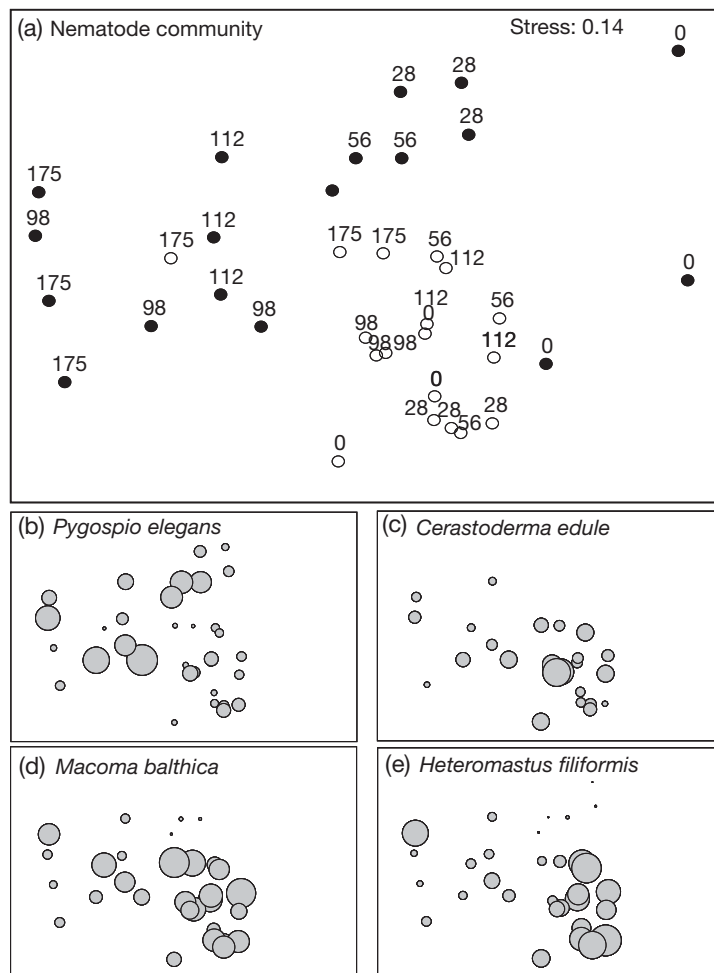 (a) Nematode community Stress: 0.14 0
28 28
28
56 56
112
175
98
112 175 175 175 56
112
0
175 112 112 56
98 98 98 0
98 98 112 0
175
0
28 28 56 28
0
(b) Pygospio elegans
(c) Cerastoderma edule
(d) Macoma balthica
(e) Heteromastus filiformis